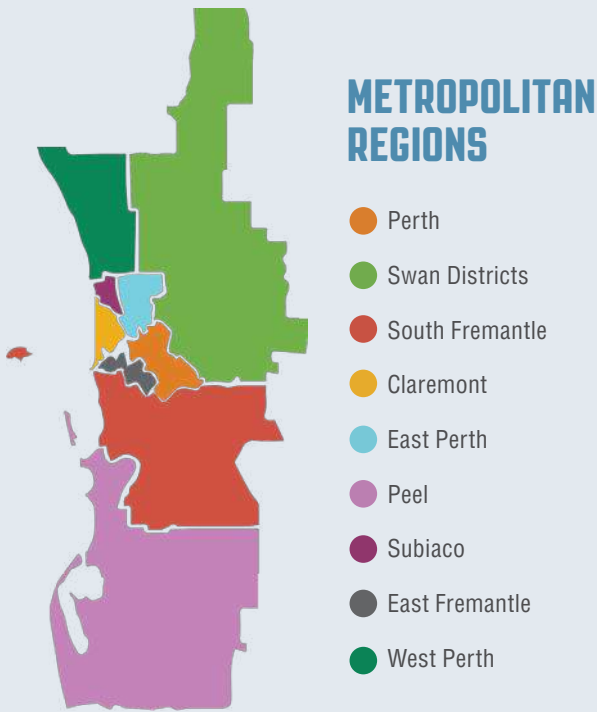 METROPOLITAN
REGIONS
Perth
Swan Districts
South Fremantle
Claremont
East Perth
Peel
Subiaco
East Fremantle
West Perth